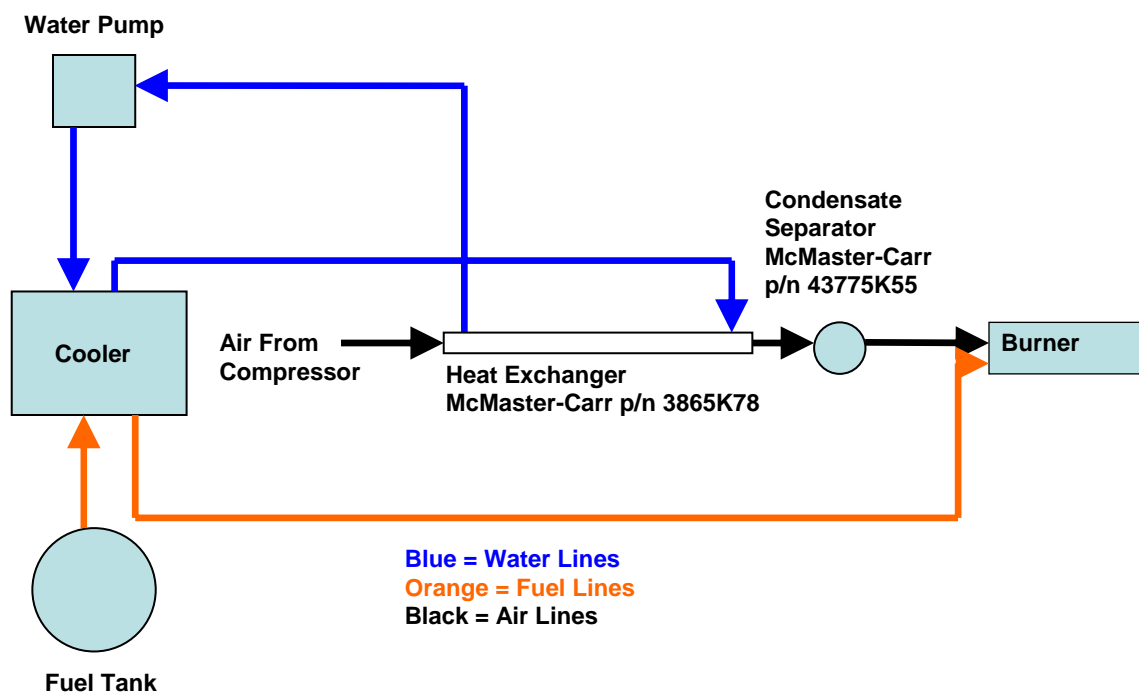 Water Pump
Condensate
Separator
McMaster-Carr
p/n 43775K55
Cooler
Air From
Compressor
Burner
Heat Exchanger
McMaster-Carr p/n 3865K78
Blue = Water Lines
Orange = Fuel Lines
Black = Air Lines
Fuel Tank